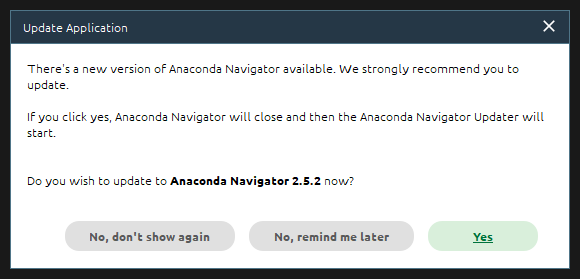 Update Application
There's a new version of Anaconda Navigator available. We strongly recommend you to
update.
If you click yes, Anaconda Navigator will close and then the Anaconda Navigator Updater will
start.
Do you wish to update to Anaconda Navigator 2.5.2 now?
No, don't show again
No, remind me later
Yes